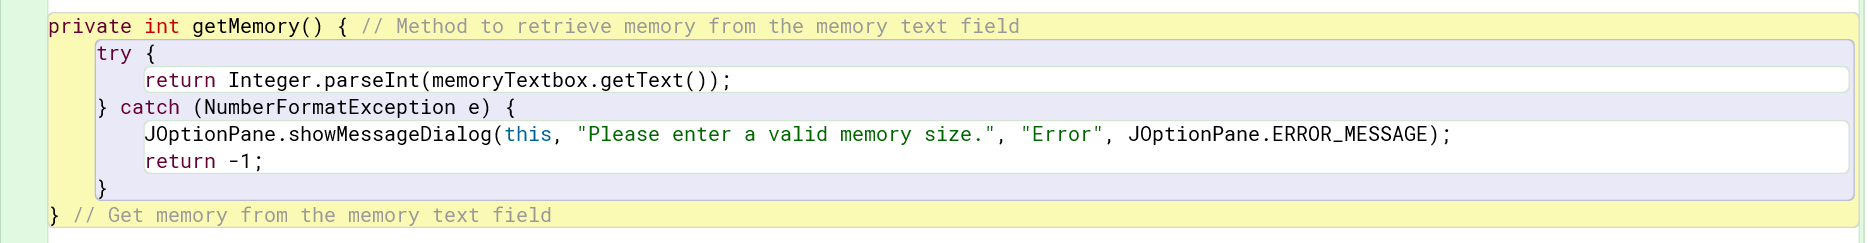 private int getMemory() { // Method to retrieve memory from the memory text field
    try {
        return Integer.parseInt(memoryTextbox.getText());
    } catch (NumberFormatException e) {
        JOptionPane.showMessageDialog(this, "Please enter a valid memory size.", "Error", JOptionPane.ERROR_MESSAGE);
        return -1;
    }
} // Get memory from the memory text field